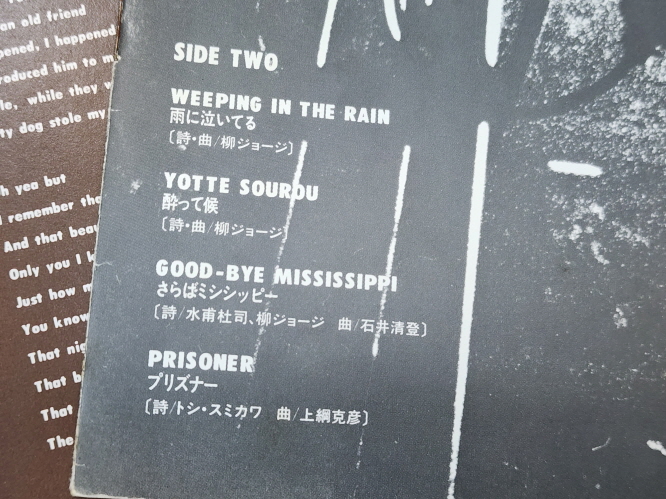 an old friend
pened, I happened
roduced him to m
le, while they w
ty dog stole my
h yea but
I remember the
And that beau
Only you I k
Just how m
You know
That nig
That b
That
The
SIDE TWO
WEEPING IN THE RAIN
雨に泣いてる
〔詩・曲/柳ジョージ〕
YOTTE SOUROU
酔って候
〔詩・曲/柳ジョージ〕
GOOD-BYE MISSISSIPPI
さらばミシシッピー
〔詩/水甫杜司、柳ジョージ 曲/石井清登〕
PRISONER
プリズナー
〔詩/トシ・スミカワ 曲/上綱克彦〕